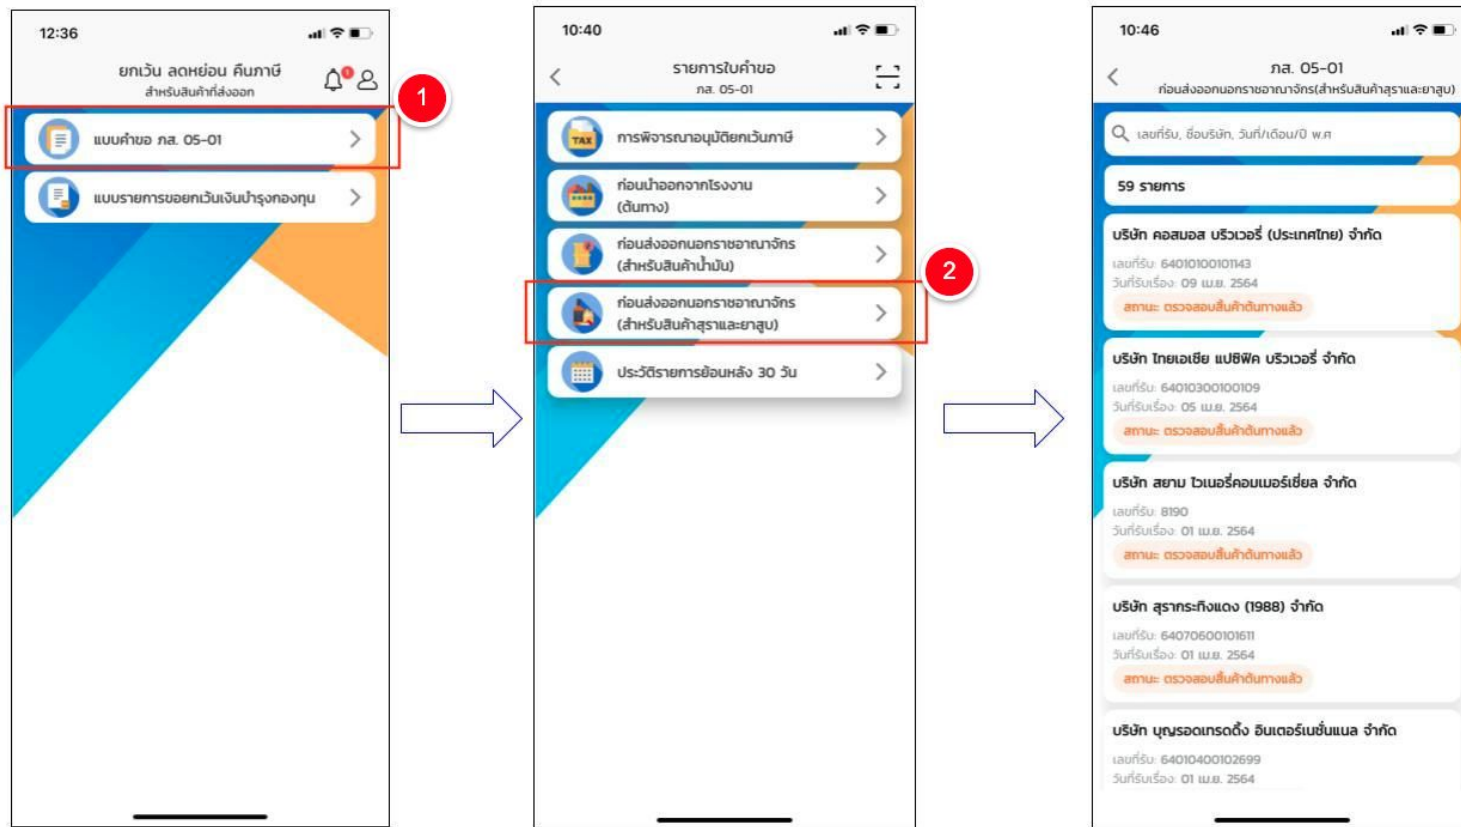 12:36
ยกเว้น ลดหย่อน คืนภาษี
สำหรับสินค้าที่ส่งออก
1
1
แบบคำขอ ภส. 05-01
แบบรายการขอยกเว้นเงินบำรุงกองทุน
10:40
รายการใบคำขอ
ภส. 05-01
TAX
การพิจารณาอนุมัติยกเว้นภาษี
ก่อนนำออกจากโรงงาน
(ต้นทาง)
ก่อนส่งออกนอกราชอาณาจักร
(สำหรับสินค้าน้ำมัน)
2
ก่อนส่งออกนอกราชอาณาจักร
(สำหรับสินค้าสุราและยาสูบ)
ประวัติรายการย้อนหลัง 30 วัน
10:46
ภส. 05-01
ก่อนส่งออกนอกราชอาณาจักร(สำหรับสินค้าสุราและยาสูบ)
เลขที่รับ, ชื่อบริษัท, วันที่/เดือน/ปี พ.ศ
59 รายการ
บริษัท คอสมอส บริวเวอรี่ (ประเทศไทย) จำกัด
เลขที่รับ: 64010100101143
วันที่รับเรื่อง: 09 เม.ย. 2564
สถานะ: ตรวจสอบสินค้าต้นทางแล้ว
บริษัท ไทยเอเชีย แปซิฟิค บริวเวอรี่ จำกัด
เลขที่รับ: 64010300100109
วันที่รับเรื่อง: 05 เม.ย. 2564
สถานะ: ตรวจสอบสินค้าต้นทางแล้ว
บริษัท สยาม ไวเนอรี่คอมเมอร์เชี่ยล จำกัด
เลขที่รับ: 8190
วันที่รับเรื่อง: 01 เม.ย. 2564
สถานะ: ตรวจสอบสินค้าต้นทางแล้ว
บริษัท สุรากระทิงแดง (1988) จำกัด
เลขที่รับ: 64070600101611
วันที่รับเรื่อง: 01 เม.ย. 2564
สถานะ: ตรวจสอบสินค้าต้นทางแล้ว
บริษัท บุญรอดเทรดดิ้ง อินเตอร์เนชั่นแนล จำกัด
เลขที่รับ: 64010400102699
วันที่รับเรื่อง: 01 เม.ย. 2564